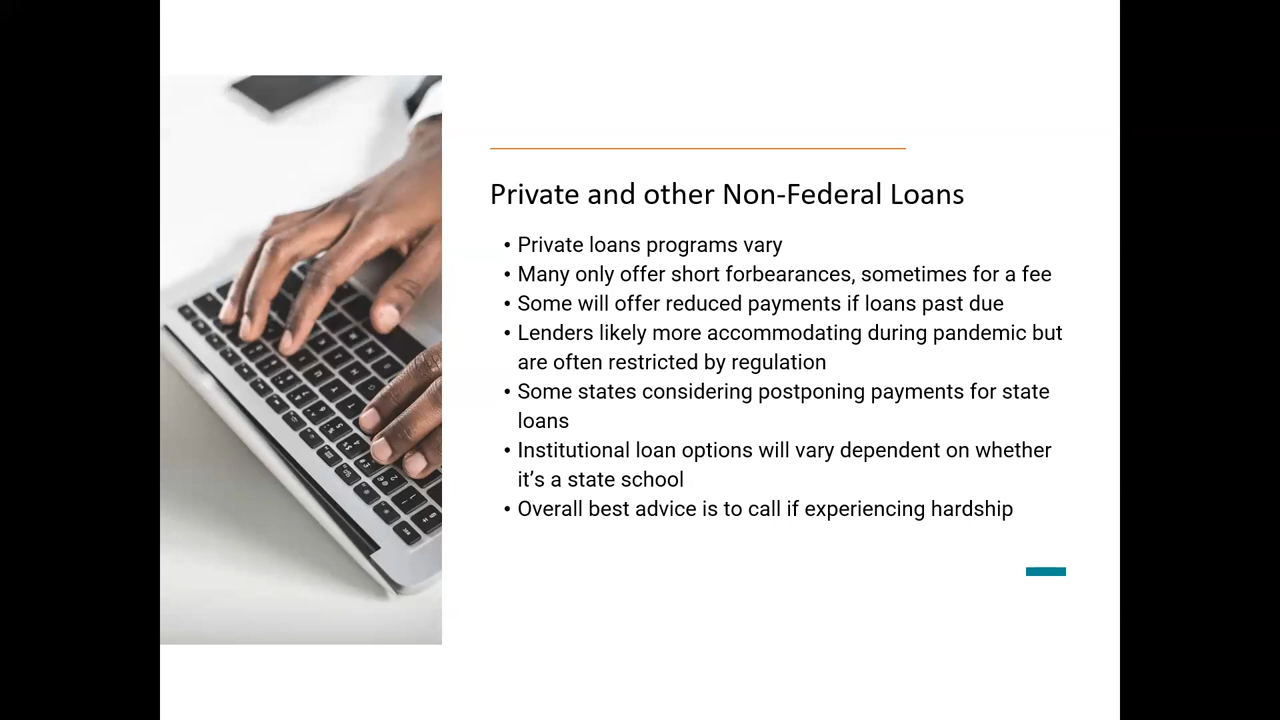 Private and other Non-Federal Loans
• Private loans programs vary
• Many only offer short forbearances, sometimes for a fee
• Some will offer reduced payments if loans past due
• Lenders likely more accommodating during pandemic but
are often restricted by regulation
• Some states considering postponing payments for state
loans
• Institutional loan options will vary dependent on whether
it’s a state school
• Overall best advice is to call if experiencing hardship